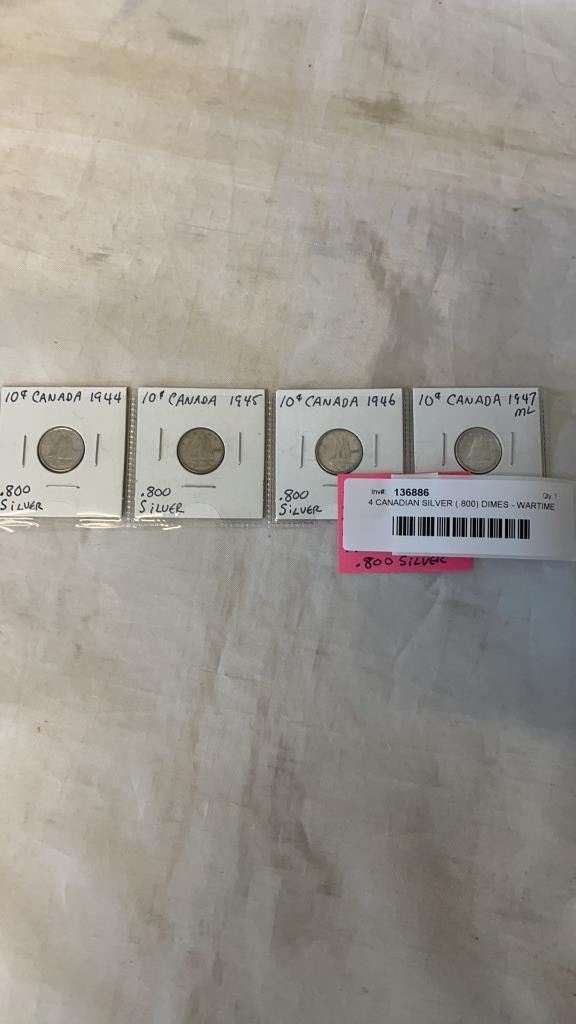 10¢ CANADA 1944
.800
SILVER
10¢ CANADA 1945
.800
SILVER
10¢ CANADA 1946
.800
SILVER
10¢ CANADA 1947
ML
Inv#: 136886 Qty: 1
4 CANADIAN SILVER (.800) DIMES - WARTIME
.800 SILVER